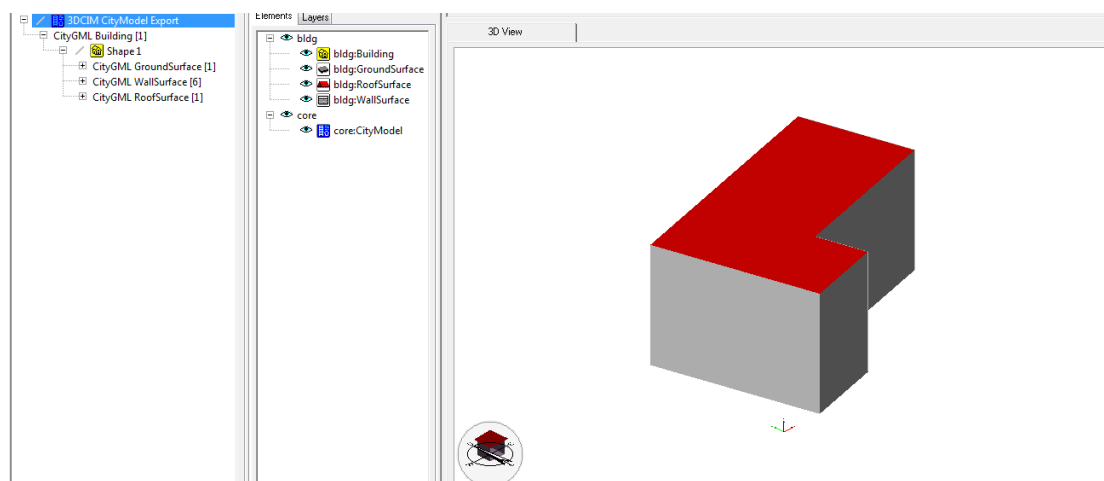 3DCIM CityModel Export
CityGML Building [1]
Shape 1
CityGML GroundSurface [1]
CityGML WallSurface [6]
CityGML RoofSurface [1]
Elements Layers
bldg
bldg:Building
bldg:GroundSurface
bldg:RoofSurface
bldg:WallSurface
core
core:CityModel
3D View